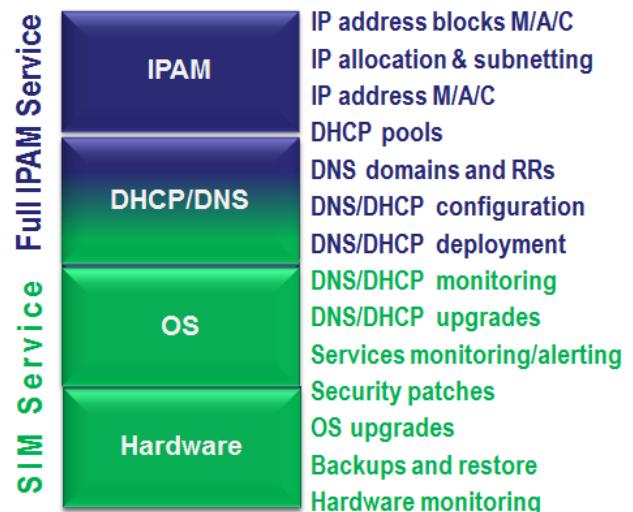 Full IPAM Service
SIM Service
IPAM
DHCP/DNS
OS
Hardware
IP address blocks M/A/C
IP allocation & subnetting
IP address M/A/C
DHCP pools
DNS domains and RRs
DNS/DHCP configuration
DNS/DHCP deployment
DNS/DHCP monitoring
DNS/DHCP upgrades
Services monitoring/alerting
Security patches
OS upgrades
Backups and restore
Hardware monitoring